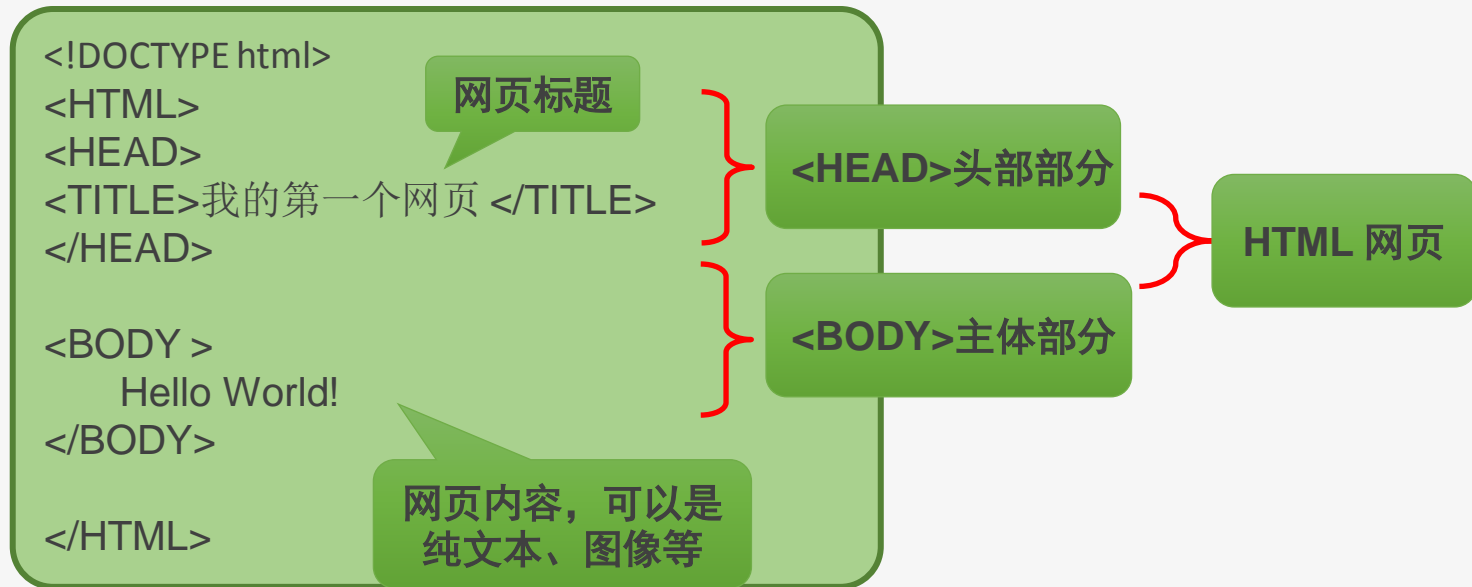 <!DOCTYPE html>
<HTML>
<HEAD>
<TITLE>我的第一个网页 </TITLE>
</HEAD>
<BODY >
Hello World!
</BODY>
</HTML>
网页标题
网页内容，可以是
纯文本、图像等
<HEAD>头部部分
<BODY>主体部分
HTML 网页